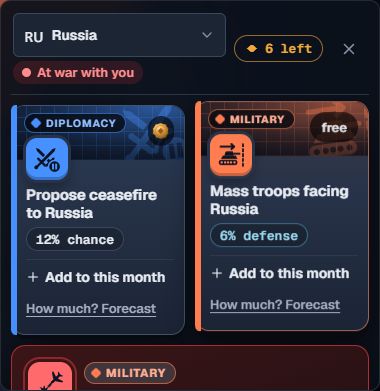 RU Russia
6 left
At war with you
DIPLOMACY
Propose ceasefire
to Russia
12% chance
+ Add to this month
How much? Forecast
MILITARY
free
Mass troops facing
Russia
6% defense
+ Add to this month
How much? Forecast
MILITARY